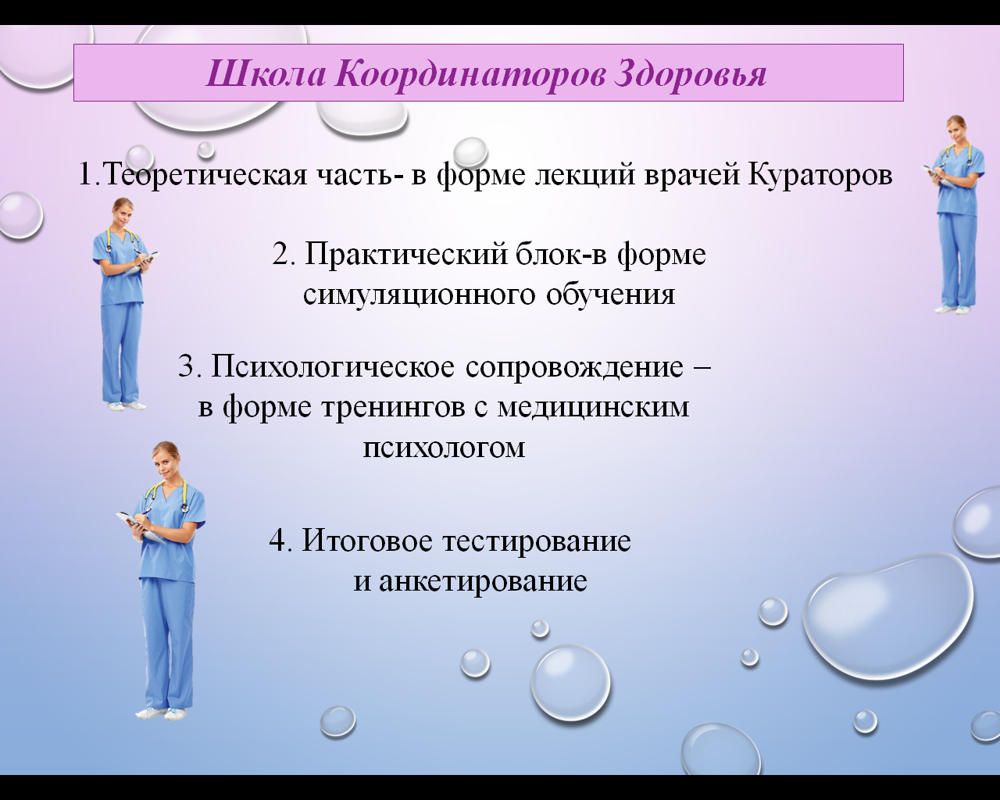 Школа Координаторов Здоровья
1.Теоретическая часть- в форме лекций врачей Кураторов
2. Практический блок-в форме
симуляционного обучения
3. Психологическое сопровождение –
в форме тренингов с медицинским
психологом
4. Итоговое тестирование
и анкетирование